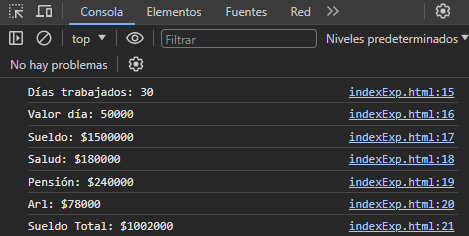 Consola Elementos Fuentes Red
top Filtrar Niveles predeterminados
No hay problemas
Días trabajados: 30 indexExp.html:15
Valor día: 50000 indexExp.html:16
Sueldo: $1500000 indexExp.html:17
Salud: $180000 indexExp.html:18
Pensión: $240000 indexExp.html:19
Arl: $78000 indexExp.html:20
Sueldo Total: $1002000 indexExp.html:21